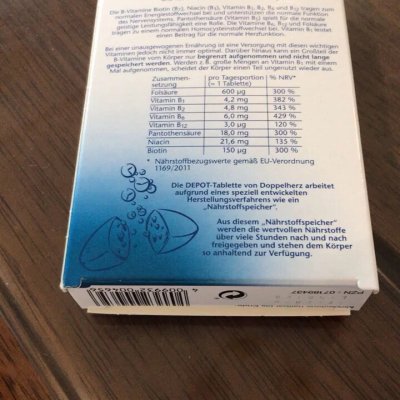 Die B-Vitamine Biotin (B7), Niacin (B3), Vitamin B1, B2, B6 und B12 tragen zum
normalen Energiestoffwechsel bei und unterstützen die normale Funktion
des Nervensystems. Pantothensäure (Vitamin B5) spielt für die normale
geistige Leistungsfähigkeit eine Rolle. Die Vitamine B6, B12 und Folsäure
tragen zu einem normalen Homocysteinstoffwechsel bei. Vitamin B1 leistet
einen Beitrag für die normale Herzfunktion.
Bei einer unausgewogenen Ernährung ist eine Versorgung mit diesen wichtigen
Vitaminen jedoch nicht immer optimal. Darüber hinaus kann ein Großteil der
B-Vitamine vom Körper nur begrenzt aufgenommen und nicht lange
gespeichert werden. Werden z.B. große Mengen an Vitamin B1 mit einem
Mal aufgenommen, scheidet der Körper einen Teil ungenutzt wieder aus.
Zusammen- pro Tagesportion % NRV*
setzung (= 1 Tablette)
Folsäure 600 µg 300 %
Vitamin B1 4,2 mg 382 %
Vitamin B2 4,8 mg 343 %
Vitamin B6 6,0 mg 429 %
Vitamin B12 3,0 µg 120 %
Pantothensäure 18,0 mg 300 %
Niacin 21,6 mg 135 %
Biotin 150 µg 300 %
* Nährstoffbezugswerte gemäß EU-Verordnung
1169/2011
Die DEPOT-Tablette von Doppelherz arbeitet
aufgrund eines speziell entwickelten
Herstellungsverfahrens wie ein
„Nährstoffspeicher".
Aus diesem „Nährstoffspeicher"
werden die wertvollen Nährstoffe
über viele Stunden nach und nach
freigegeben und stehen dem Körper
so anhaltend zur Verfügung.
PZN - 07189437